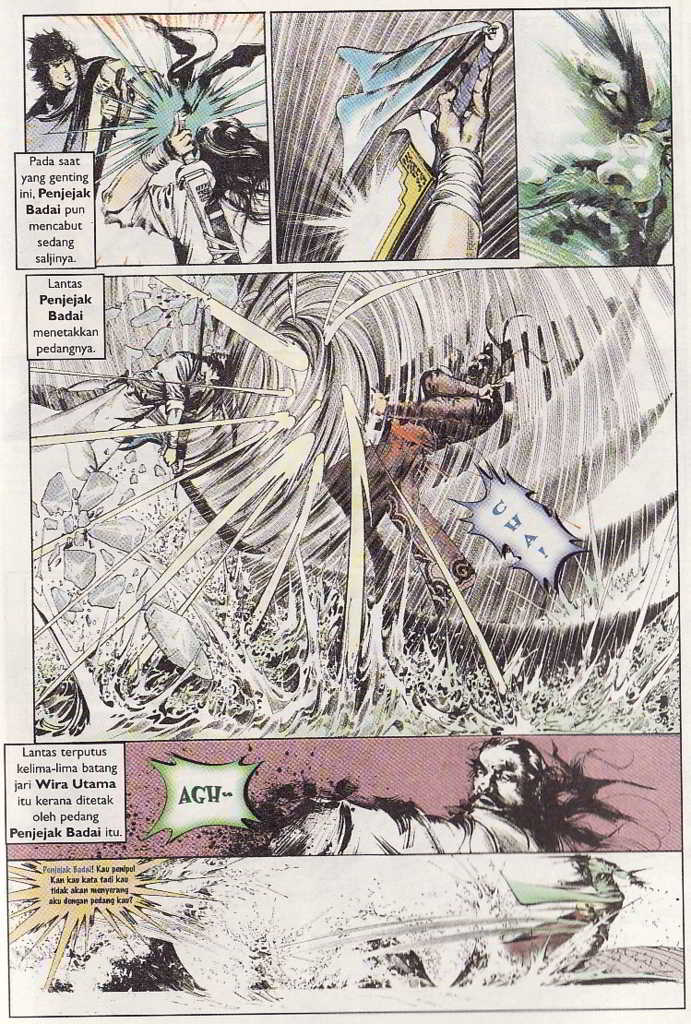 Pada saat
yang genting
ini, Penjejak
Badai pun
mencabut
sedang
saljinya.
Lantas
Penjejak
Badai
menetakkan
pedangnya.
CHA!
Lantas terputus
kelima-lima batang
jari Wira Utama
itu kerana ditetak
oleh pedang
Penjejak Badai itu.
AGH~
Penjejak Badai! Kau penipu!
Kan kau kata tadi kau
tidak akan menyerang
aku dengan pedang kau?